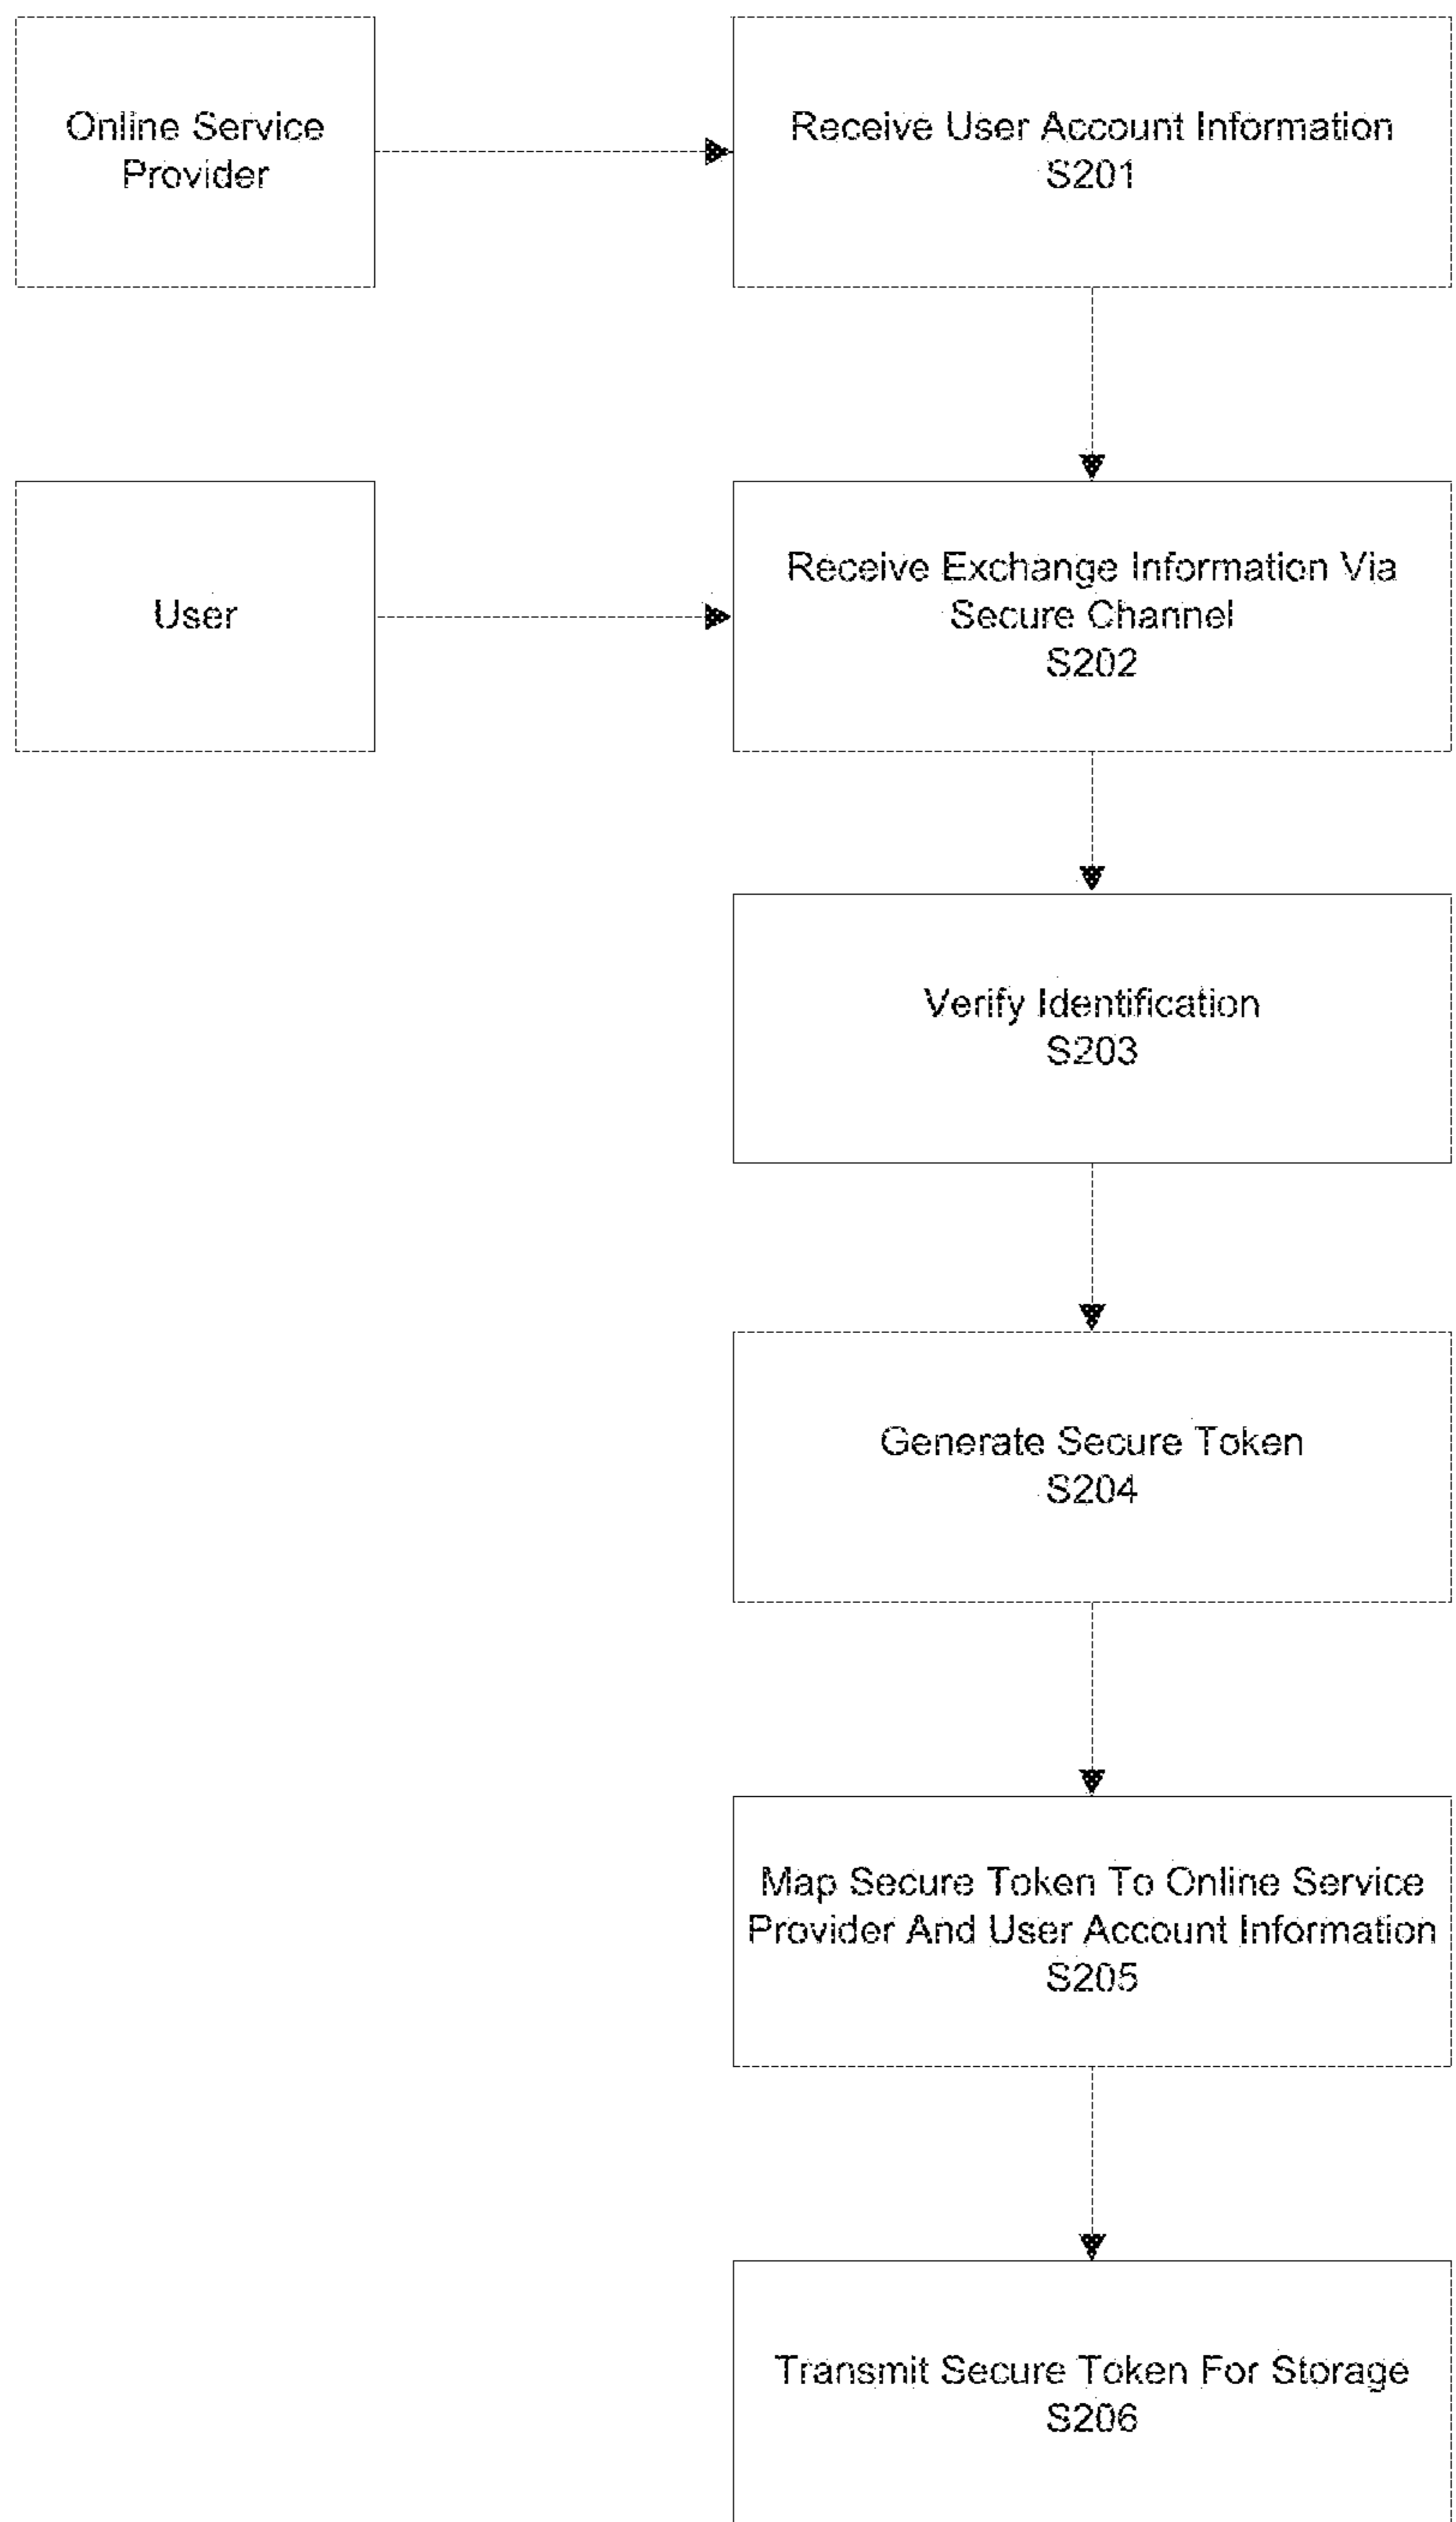 Online Service
Provider
Receive User Account Information
S201
User
Receive Exchange Information Via
Secure Channel
S202
Verify Identification
S203
Generate Secure Token
S204
Map Secure Token To Online Service
Provider And User Account Information
S205
Transmit Secure Token For Storage
S206